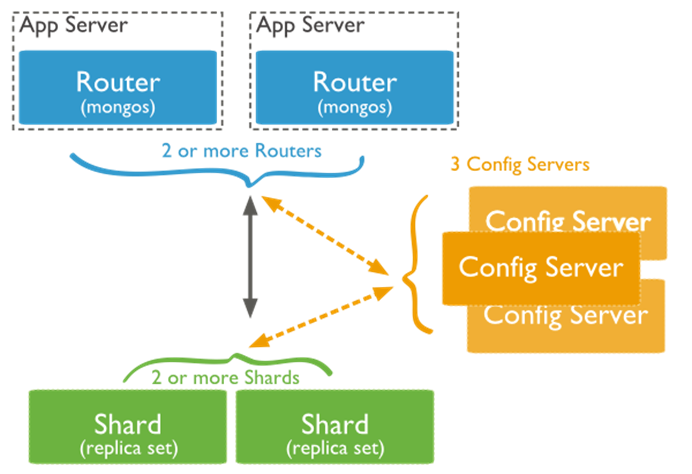 App Server
App Server
Router
(mongos)
Router
(mongos)
2 or more Routers
3 Config Servers
Config Server
Config Server
Config Server
2 or more Shards
Shard
(replica set)
Shard
(replica set)